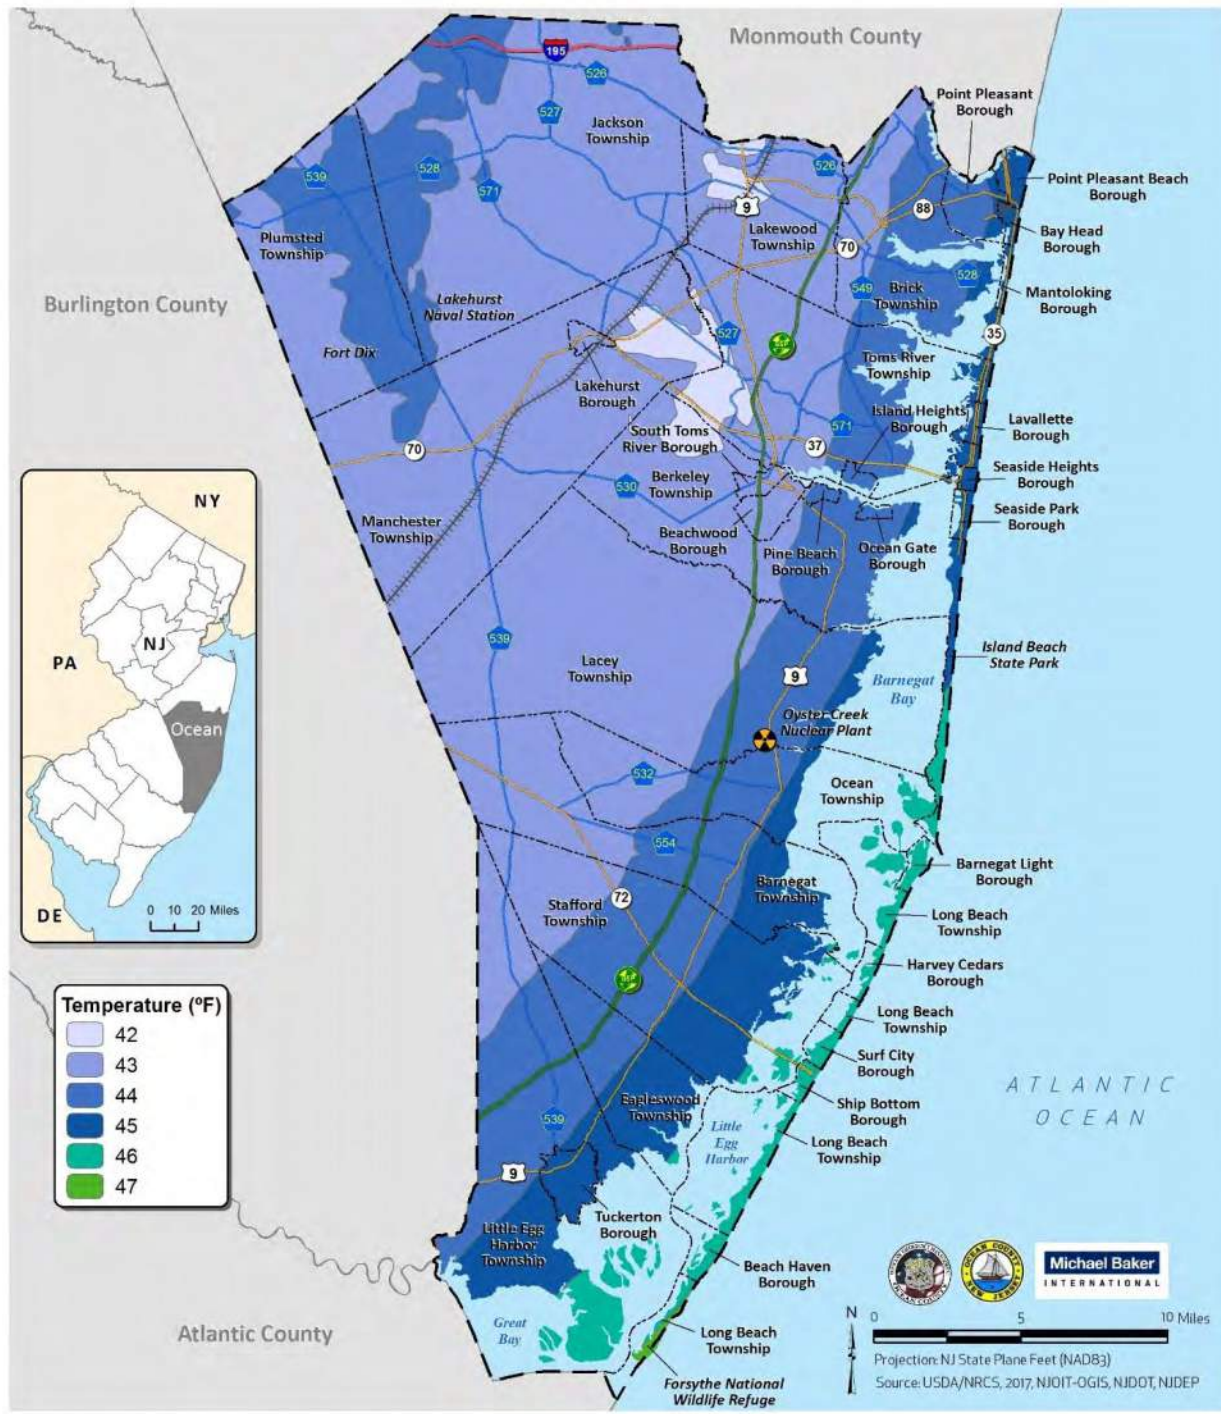 Monmouth County
195
526
Point Pleasant
Borough
527
Jackson
Township
539
528
571
526
Point Pleasant Beach
Borough
9
88
Plumsted
Township
Lakewood
Township
70
Bay Head
Borough
Burlington County
Lakehurst
Naval Station
549
Brick
Township
528
Mantoloking
Borough
Fort Dix
527
35
Toms River
Township
Lakehurst
Borough
Island Heights
Borough
Lavallette
Borough
South Toms
River Borough
37
571
70
Seaside Heights
Borough
Berkeley
Township
530
Seaside Park
Borough
Manchester
Township
Beachwood
Borough
Pine Beach
Borough
Ocean Gate
Borough
NY
NJ
PA
Ocean
DE
0 10 20 Miles
539
Lacey
Township
Island Beach
State Park
9
Barnegat
Bay
Oyster Creek
Nuclear Plant
532
Ocean
Township
554
Barnegat Light
Borough
Barnegat
Township
72
Stafford
Township
Long Beach
Township
Harvey Cedars
Borough
Long Beach
Township
Surf City
Borough
Temperature (ºF)
42
43
44
45
46
47
ATLANTIC
OCEAN
Eagleswood
Township
539
Ship Bottom
Borough
Little
Egg
Harbor
Long Beach
Township
9
Tuckerton
Borough
Little Egg
Harbor
Township
Beach Haven
Borough
Michael Baker
INTERNATIONAL
OCEAN COUNTY
NEW JERSEY
Great
Bay
Atlantic County
Long Beach
Township
Forsythe National
Wildlife Refuge
N
0 5 10 Miles
Projection: NJ State Plane Feet (NAD83)
Source: USDA/NRCS, 2017, NJOIT-OGIS, NJDOT, NJDEP